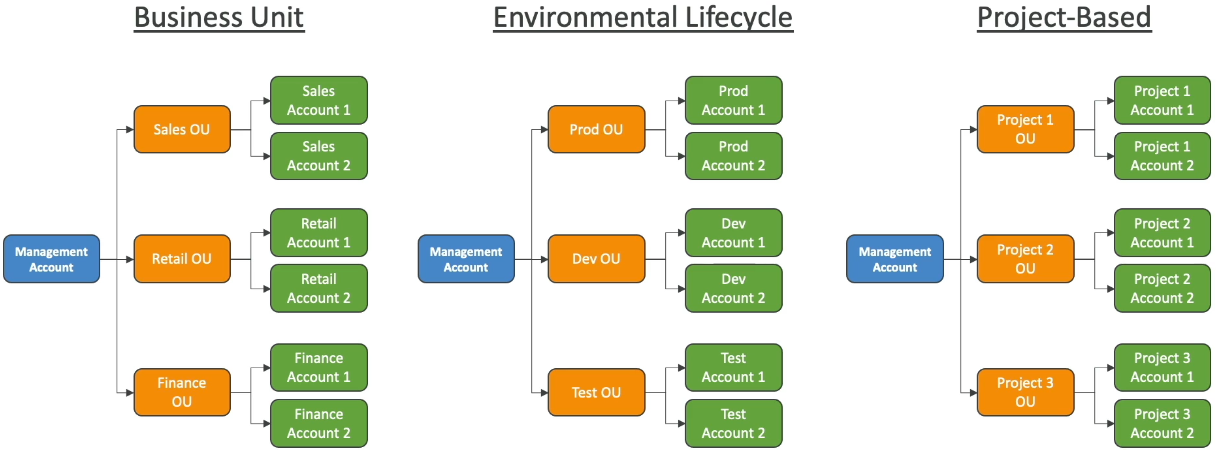 Business Unit
Sales
Account 1
Sales OU
Sales
Account 2
Management
Account
Retail
Account 1
Retail OU
Retail
Account 2
Finance
Account 1
Finance
OU
Finance
Account 2
Environmental Lifecycle
Prod
Account 1
Prod OU
Prod
Account 2
Management
Account
Dev
Account 1
Dev OU
Dev
Account 2
Test
Account 1
Test OU
Test
Account 2
Project-Based
Project 1
Account 1
Project 1
OU
Project 1
Account 2
Management
Account
Project 2
Account 1
Project 2
OU
Project 2
Account 2
Project 3
Account 1
Project 3
OU
Project 3
Account 2